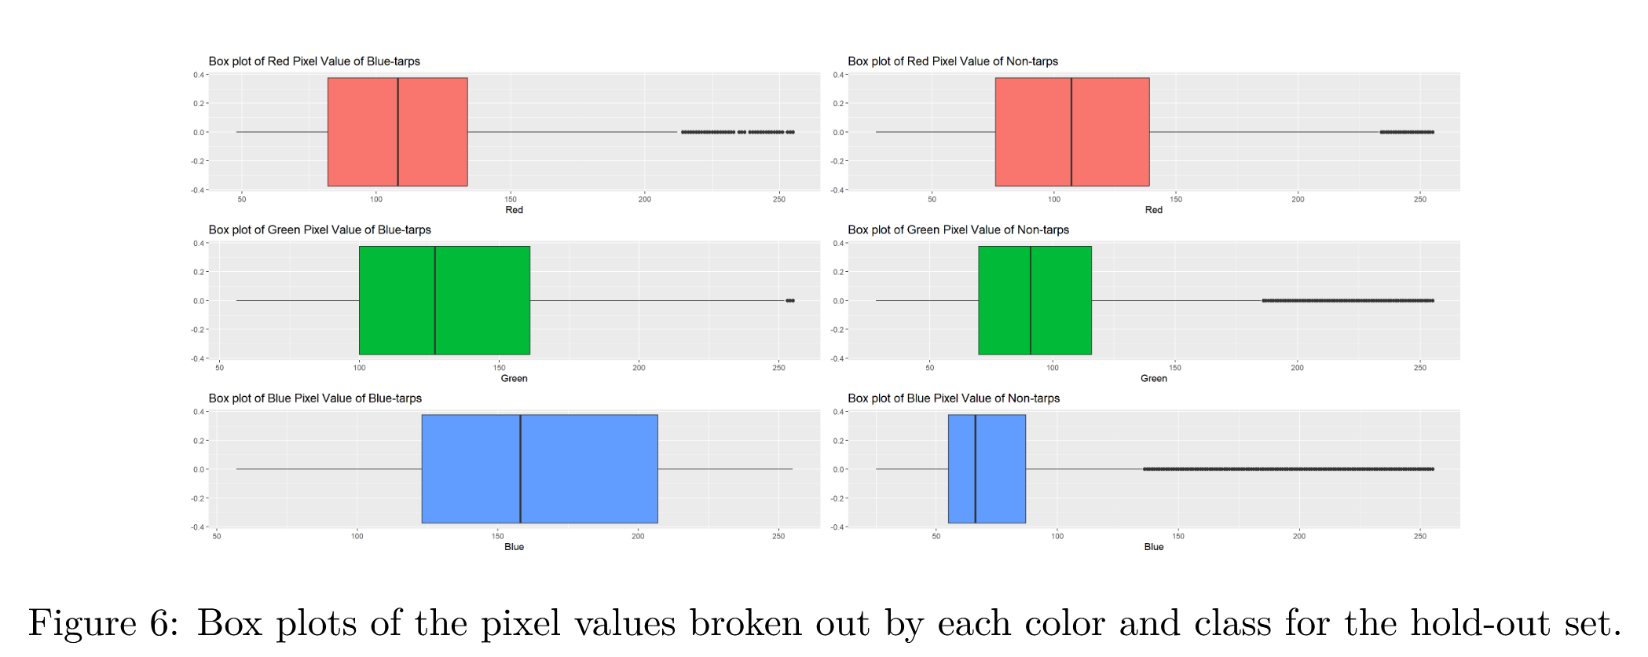 Box plot of Red Pixel Value of Blue-tarps
0.4
0.2
0.0
-0.2
-0.4
50 100 150 200 250
Red
Box plot of Red Pixel Value of Non-tarps
0.4
0.2
0.0
-0.2
-0.4
50 100 150 200 250
Red
Box plot of Green Pixel Value of Blue-tarps
0.4
0.2
0.0
-0.2
-0.4
50 100 150 200 250
Green
Box plot of Green Pixel Value of Non-tarps
0.4
0.2
0.0
-0.2
-0.4
50 100 150 200 250
Green
Box plot of Blue Pixel Value of Blue-tarps
0.4
0.2
0.0
-0.2
-0.4
50 100 150 200 250
Blue
Box plot of Blue Pixel Value of Non-tarps
0.4
0.2
0.0
-0.2
-0.4
50 100 150 200 250
Blue
Figure 6: Box plots of the pixel values broken out by each color and class for the hold-out set.